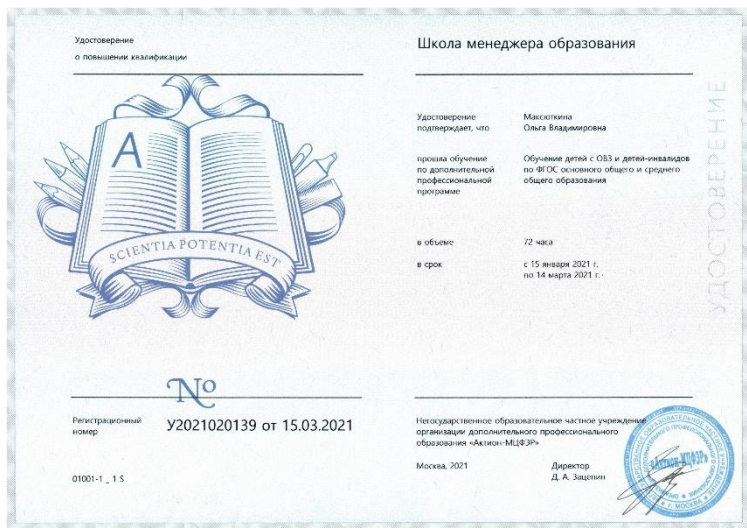 Удостоверение
о повышении квалификации
A
SCIENTIA POTENTIA EST
№
Регистрационный
номер
У2021020139 от 15.03.2021
01001-1 _ 1 S
Школа менеджера образования
Удостоверение
подтверждает, что
Максюткина
Ольга Владимировна
прошла обучение
по дополнительной
профессиональной
программе
Обучение детей с ОВЗ и детей-инвалидов
по ФГОС основного общего и среднего
общего образования
в объеме
72 часа
в срок
с 15 января 2021 г.
по 14 марта 2021 г.
УДОСТОВЕРЕНИЕ
Негосударственное образовательное частное учреждение
организации дополнительного профессионального
образования «Актион-МЦФЭР»
Москва, 2021
Директор
Д. А. Зацепин
«Актион-МЦФЭР»
г. МОСКВА